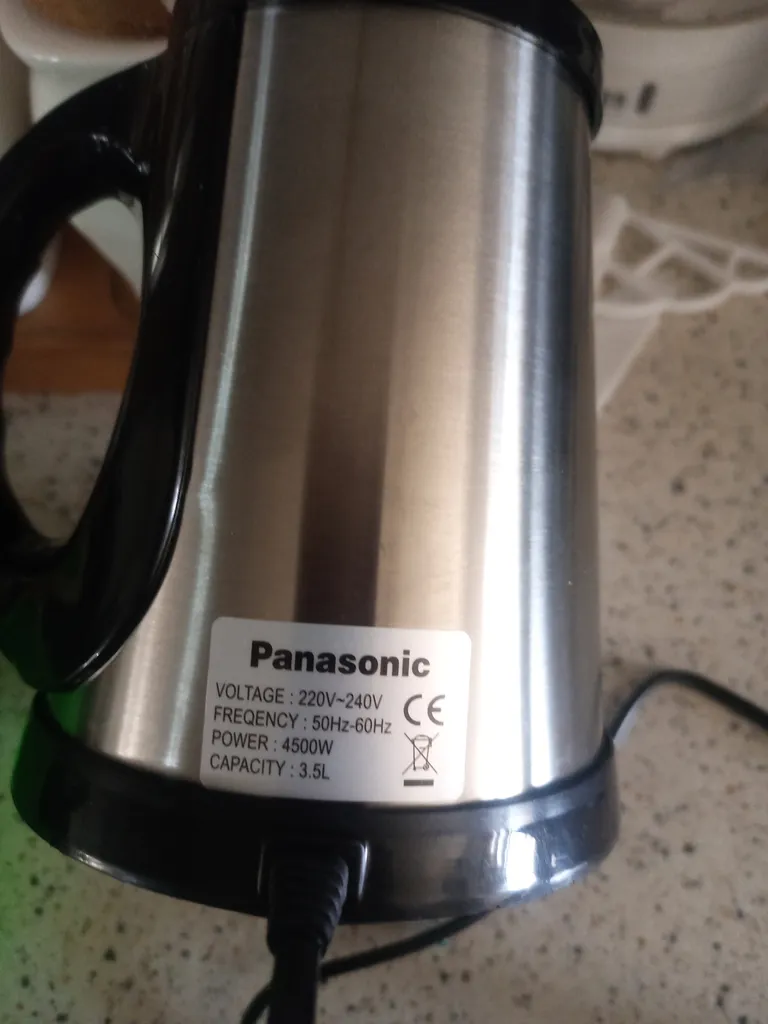 Panasonic
VOLTAGE : 220V~240V
FREQENCY : 50Hz-60Hz
POWER : 4500W
CAPACITY : 3.5L
CE